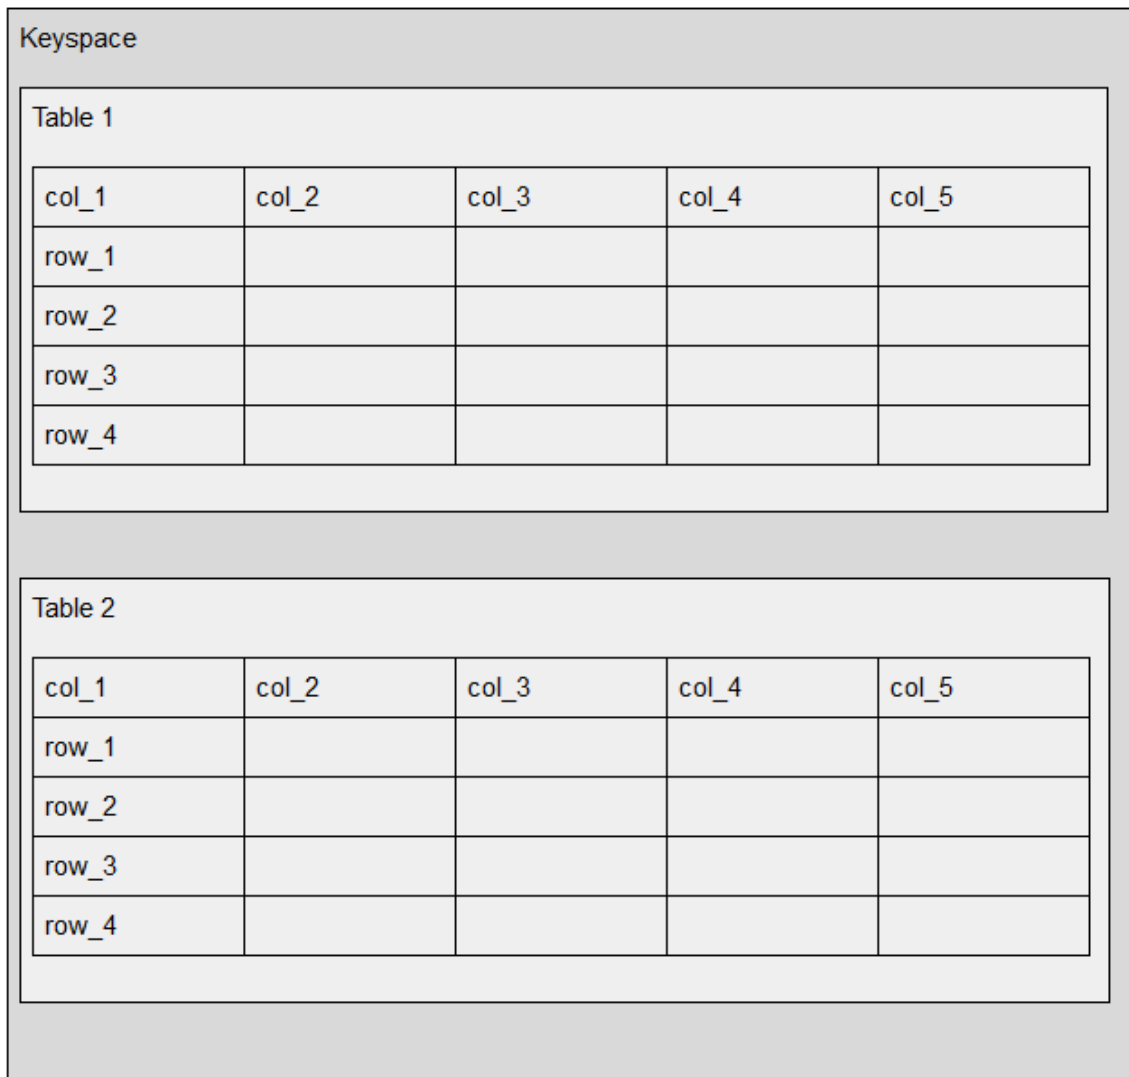 Keyspace
Table 1
col_1 col_2 col_3 col_4 col_5
row_1
row_2
row_3
row_4
Table 2
col_1 col_2 col_3 col_4 col_5
row_1
row_2
row_3
row_4